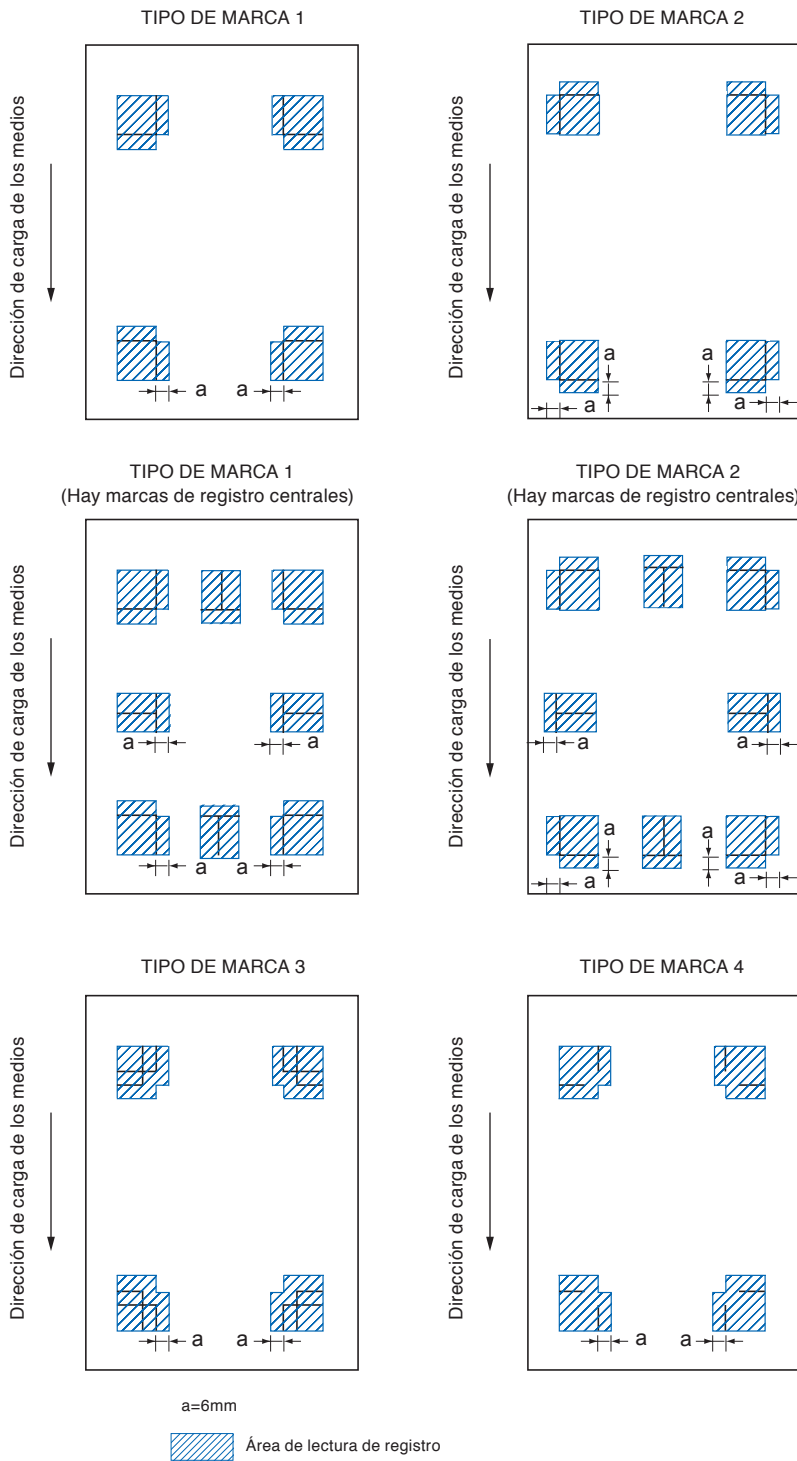 TIPO DE MARCA 1
Dirección de carga de los medios
a
a
TIPO DE MARCA 2
Dirección de carga de los medios
a
a
a
a
TIPO DE MARCA 1
(Hay marcas de registro centrales)
Dirección de carga de los medios
a
a
a
a
TIPO DE MARCA 2
(Hay marcas de registro centrales)
Dirección de carga de los medios
a
a
a
a
a
a
TIPO DE MARCA 3
Dirección de carga de los medios
a
a
TIPO DE MARCA 4
Dirección de carga de los medios
a
a
a=6mm
Área de lectura de registro